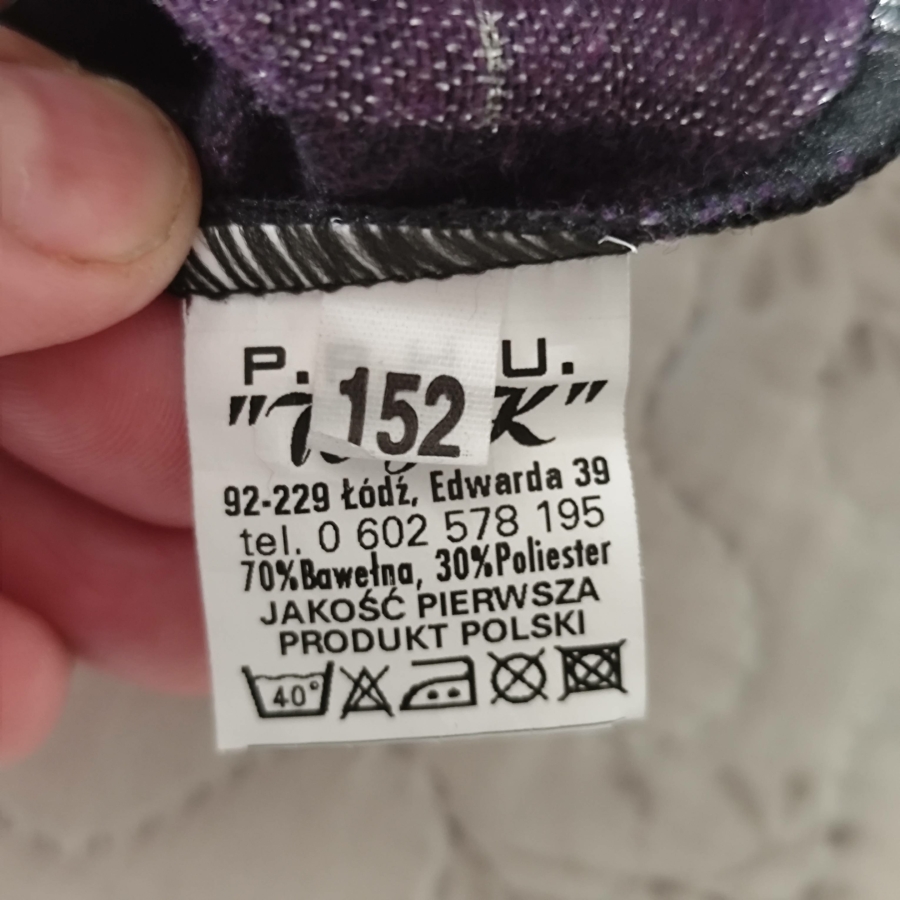 P. U.
152
92-229 Łódź, Edwarda 39
tel. 0 602 578 195
70%Bawełna, 30%Poliester
JAKOŚĆ PIERWSZA
PRODUKT POLSKI
40°